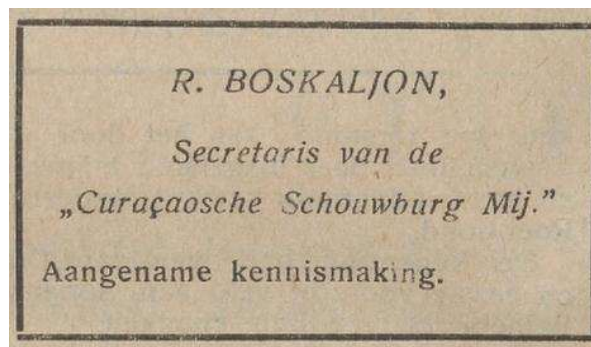 R. BOSKALJON,
Secretaris van de
„Curaçaosche Schouwburg Mij.”
Aangename kennismaking.